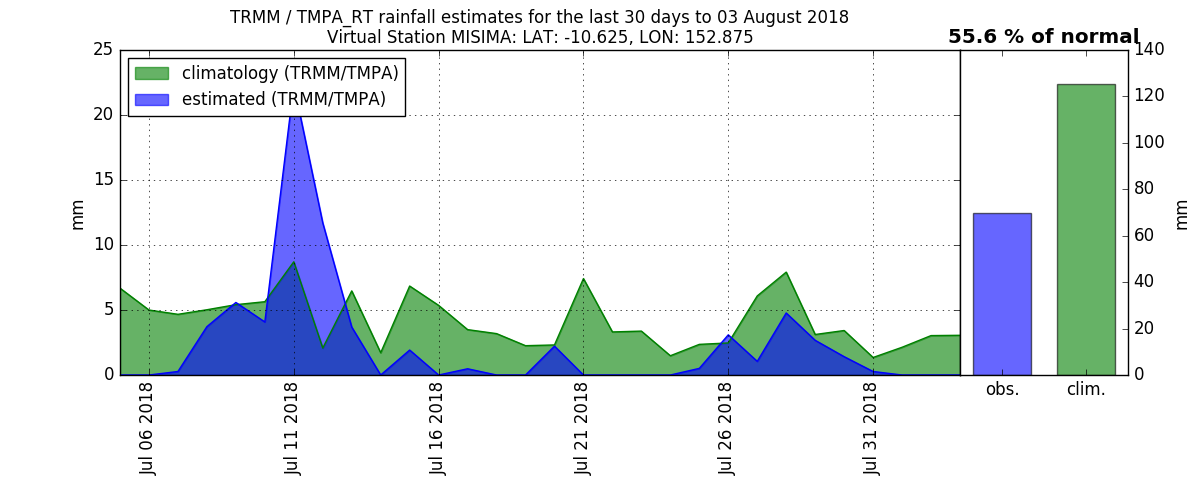 TRMM / TMPA_RT rainfall estimates for the last 30 days to 03 August 2018
Virtual Station MISIMA: LAT: -10.625, LON: 152.875
55.6 % of normal
climatology (TRMM/TMPA)
estimated (TRMM/TMPA)
25
20
15
10
5
0
mm
Jul 06 2018
Jul 11 2018
Jul 16 2018
Jul 21 2018
Jul 26 2018
Jul 31 2018
140
120
100
80
60
40
20
0
mm
obs.
clim.